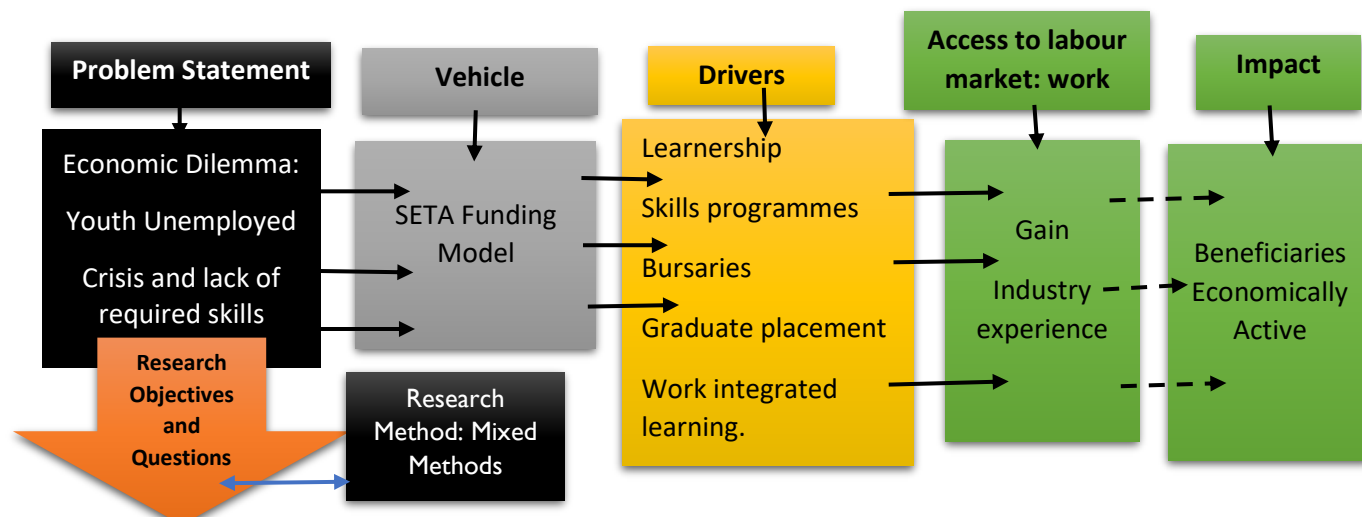 Problem Statement
Economic Dilemma:
Youth Unemployed
Crisis and lack of
required skills
Research
Objectives
and
Questions
Research
Method: Mixed
Methods
Vehicle
SETA Funding
Model
Drivers
Learnership
Skills programmes
Bursaries
Graduate placement
Work integrated
learning.
Access to labour
market: work
Gain
Industry
experience
Impact
Beneficiaries
Economically
Active